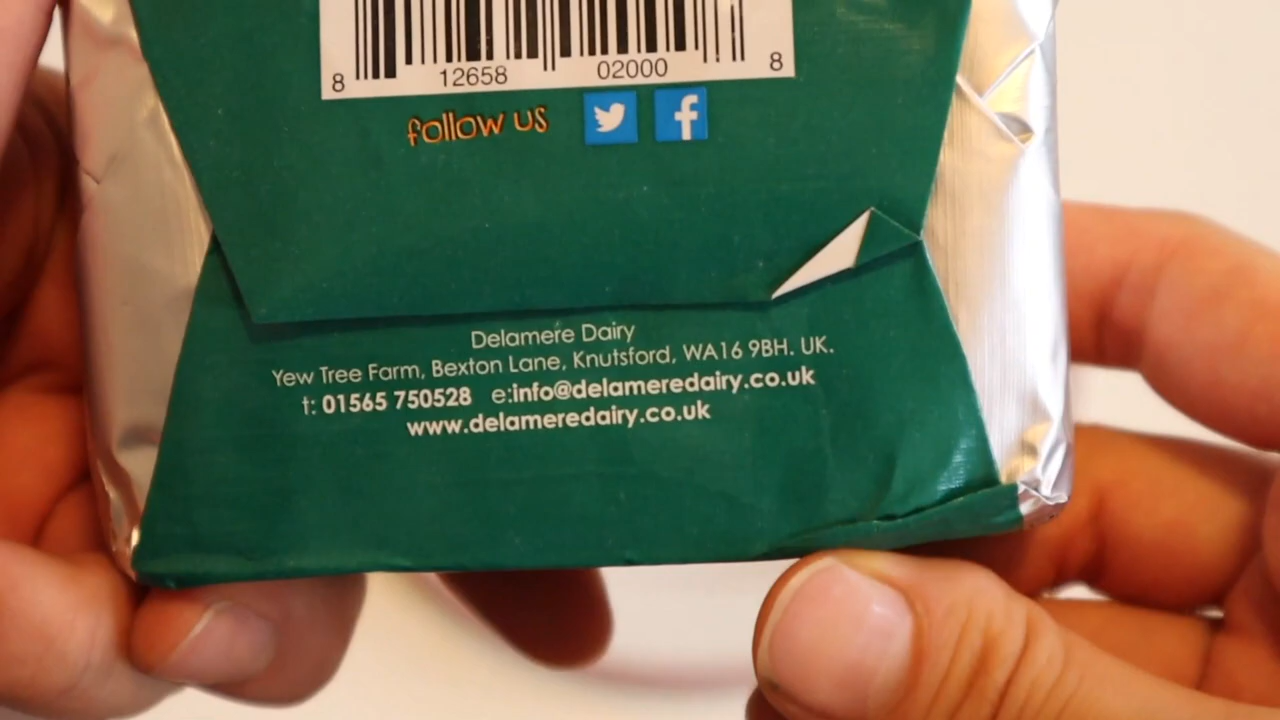 8 12658 02000 8
follow us
Delamere Dairy
Yew Tree Farm, Bexton Lane, Knutsford, WA16 9BH. UK.
t: 01565 750528 e:info@delameredairy.co.uk
www.delameredairy.co.uk